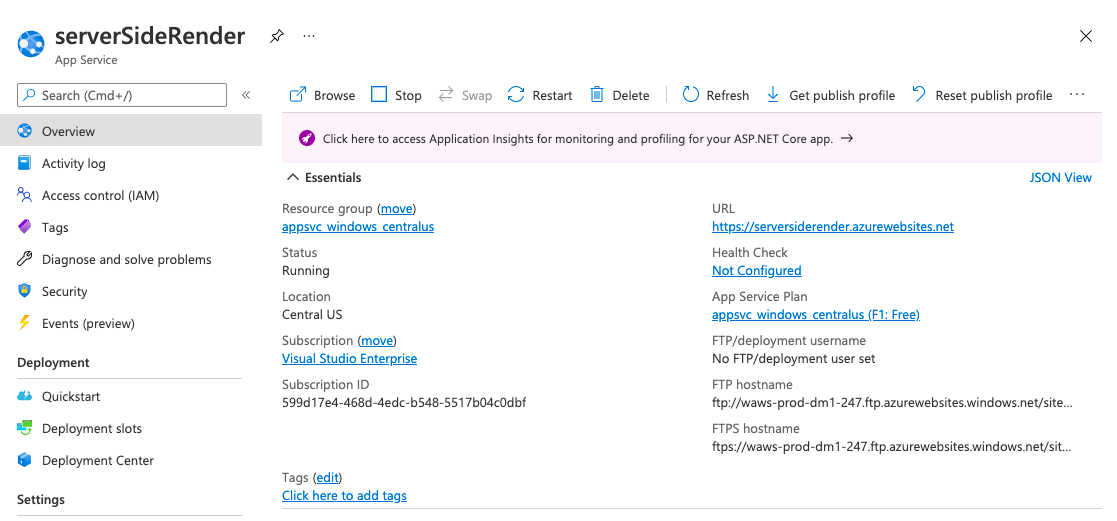 serverSideRender
...
App Service
Search (Cmd+/)
«
Overview
Activity log
Access control (IAM)
Tags
Diagnose and solve problems
Security
Events (preview)
Deployment
Quickstart
Deployment slots
Deployment Center
Settings
Browse Stop Swap Restart Delete Refresh Get publish profile Reset publish profile ...
Click here to access Application Insights for monitoring and profiling for your ASP.NET Core app. →
Essentials
JSON View
Resource group (move)
appsvc_windows_centralus
Status
Running
Location
Central US
Subscription (move)
Visual Studio Enterprise
Subscription ID
599d17e4-468d-4edc-b548-5517b04c0dbf
URL
https://serversiderender.azurewebsites.net
Health Check
Not Configured
App Service Plan
appsvc_windows_centralus (F1: Free)
FTP/deployment username
No FTP/deployment user set
FTP hostname
ftp://waws-prod-dm1-247.ftp.azurewebsites.windows.net/site...
FTPS hostname
ftps://waws-prod-dm1-247.ftp.azurewebsites.windows.net/sit...
Tags (edit)
Click here to add tags